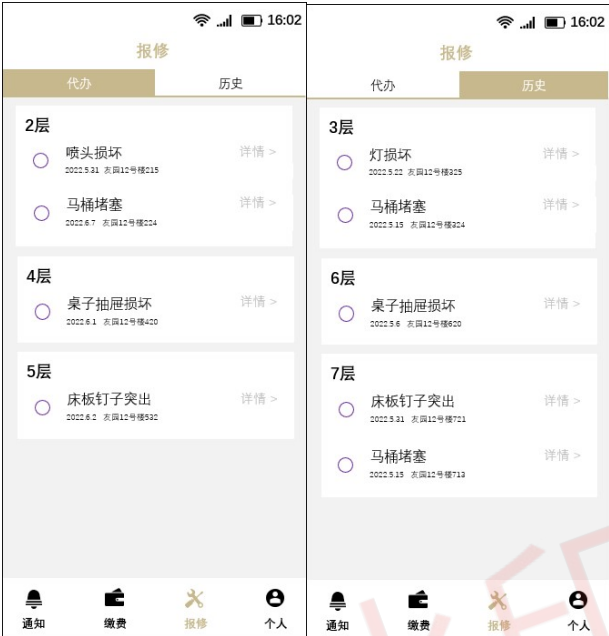 16:02
报修
代办 历史
2层
喷头损坏 详情 >
2022.5.31 友园12号楼215
马桶堵塞 详情 >
2022.6.7 友园12号楼224
4层
桌子抽屉损坏 详情 >
2022.6.1 友园12号楼420
5层
床板钉子突出 详情 >
2022.6.2 友园12号楼532
通知 缴费 报修 个人
16:02
报修
代办 历史
3层
灯损坏 详情 >
2022.5.22 友园12号楼325
马桶堵塞 详情 >
2022.5.15 友园12号楼324
6层
桌子抽屉损坏 详情 >
2022.5.6 友园12号楼620
7层
床板钉子突出 详情 >
2022.5.31 友园12号楼721
马桶堵塞 详情 >
2022.5.15 友园12号楼713
通知 缴费 报修 个人